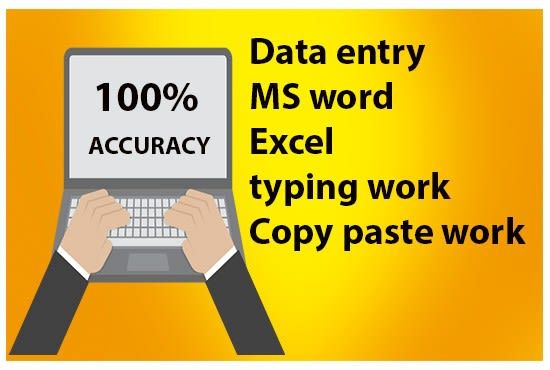 100%
ACCURACY
Data entry
MS word
Excel
typing work
Copy paste work